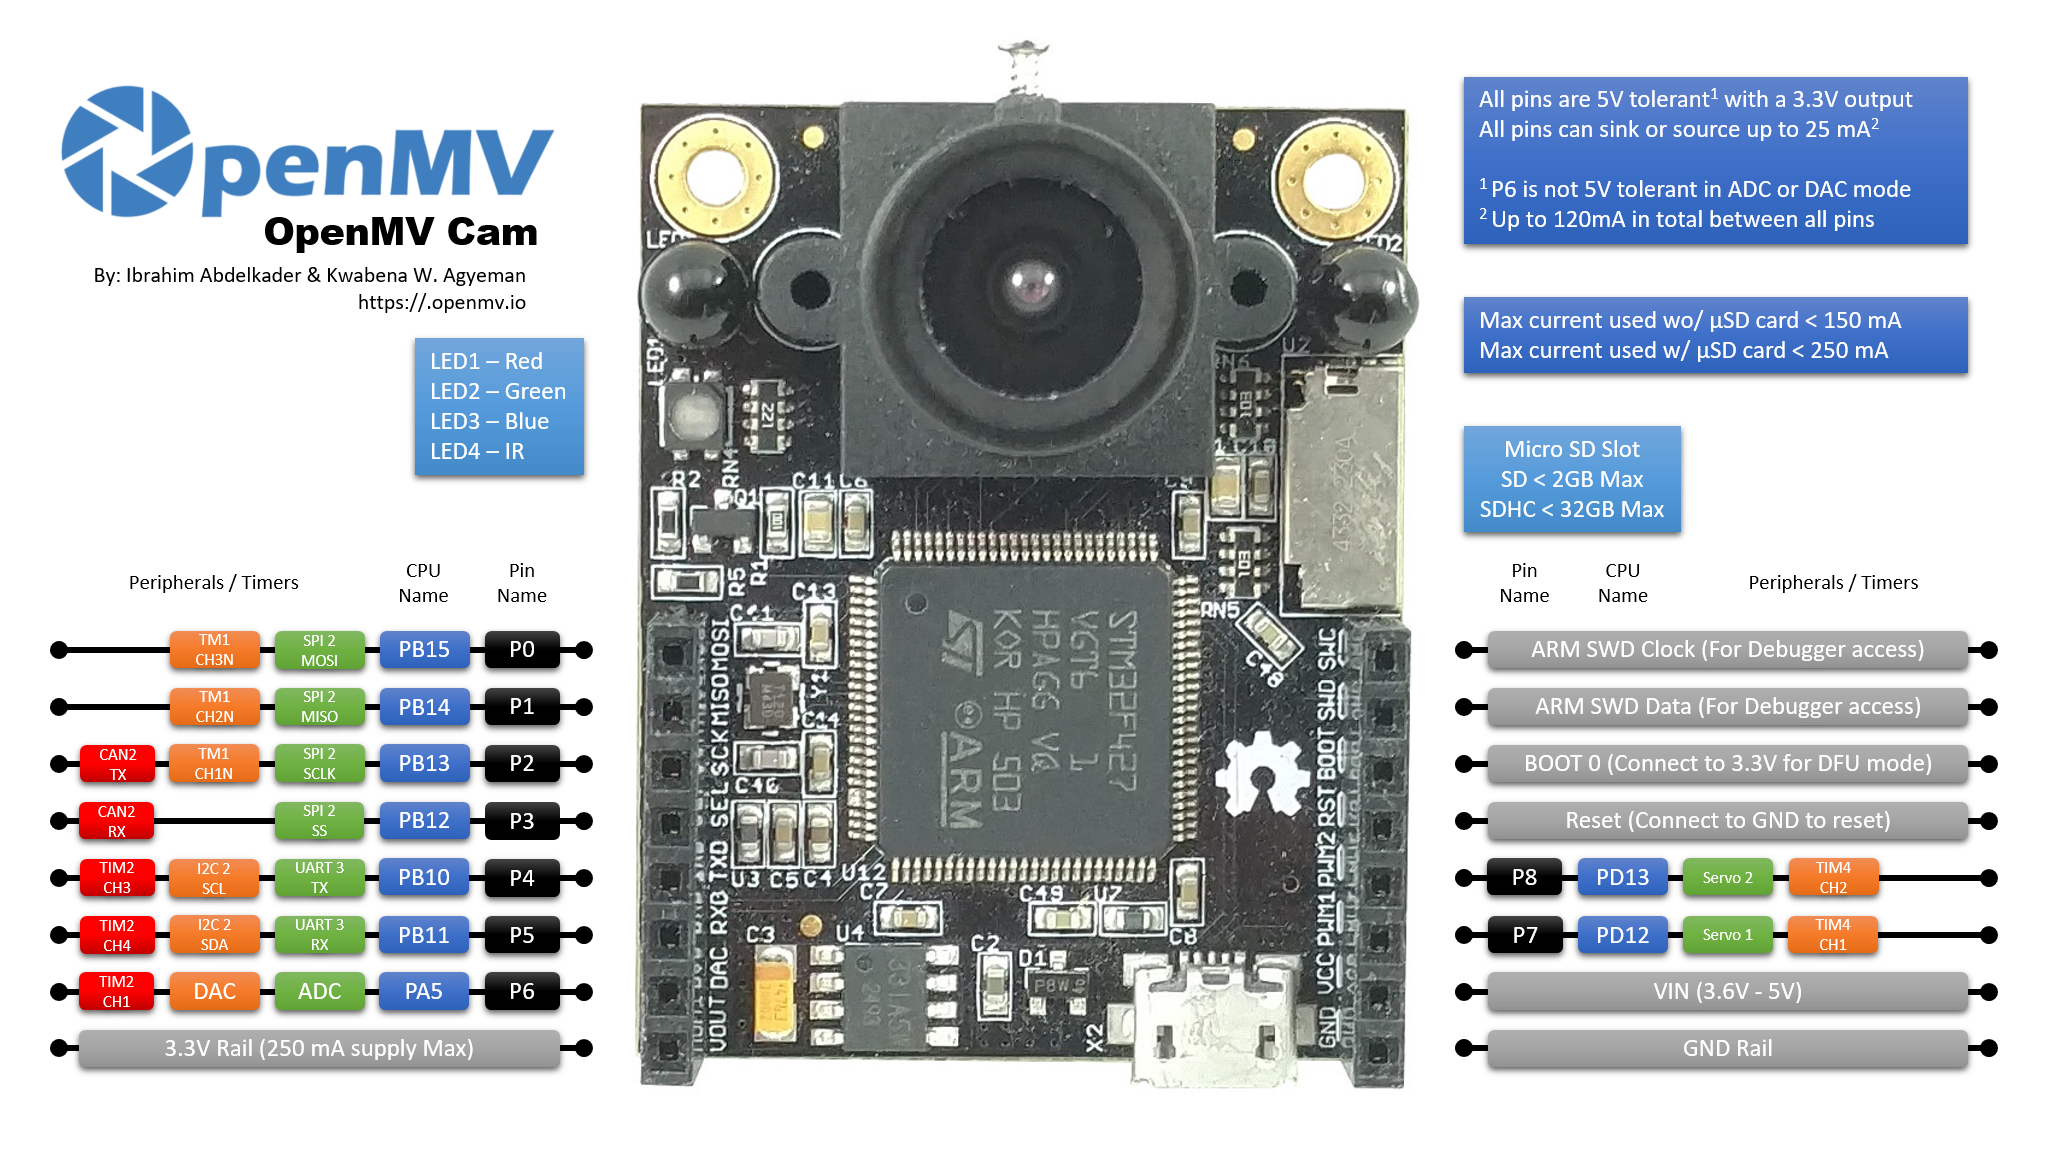 OpenMV
OpenMV Cam
By: Ibrahim Abdelkader & Kwabena W. Agyeman
https://.openmv.io
LED1 – Red
LED2 – Green
LED3 – Blue
LED4 – IR
All pins are 5V tolerant¹ with a 3.3V output
All pins can sink or source up to 25 mA²
¹ P6 is not 5V tolerant in ADC or DAC mode
² Up to 120mA in total between all pins
Max current used wo/ µSD card < 150 mA
Max current used w/ µSD card < 250 mA
Micro SD Slot
SD < 2GB Max
SDHC < 32GB Max
Peripherals / Timers
CPU
Name
Pin
Name
TM1
CH3N
SPI 2
MOSI
PB15
P0
TM1
CH2N
SPI 2
MISO
PB14
P1
CAN2
TX
TM1
CH1N
SPI 2
SCLK
PB13
P2
CAN2
RX
SPI 2
SS
PB12
P3
TIM2
CH3
I2C 2
SCL
UART 3
TX
PB10
P4
TIM2
CH4
I2C 2
SDA
UART 3
RX
PB11
P5
TIM2
CH1
DAC
ADC
PA5
P6
3.3V Rail (250 mA supply Max)
LED1
R2
RN4
Q1
C11
C6
R5
R1
C13
Y1
C46
U3
C5
C4
U12
C7
C49
U7
C8
C3
U4
C2
D1
X2
U2
RN5
C48
122
STM32F427
VGT6
HPAGG VQ
KOR HP 503
ARM
MOSI
MISO
SCK
SEL
TXD
RXB
DAC
VOUT
SWC
SWD
BOOT
RST
PWM2
PWM1
VCC
GND
Pin
Name
CPU
Name
Peripherals / Timers
ARM SWD Clock (For Debugger access)
ARM SWD Data (For Debugger access)
BOOT 0 (Connect to 3.3V for DFU mode)
Reset (Connect to GND to reset)
P8
PD13
Servo 2
TIM4
CH2
P7
PD12
Servo 1
TIM4
CH1
VIN (3.6V - 5V)
GND Rail